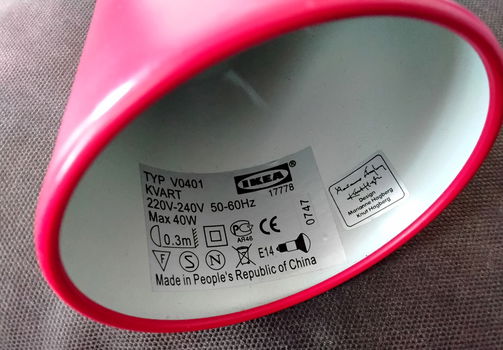 TYP V0401
KVART
220V-240V 50-60Hz
Max 40W
IKEA®
17778
0.3m
AR46
CE
0747
F S N
E14
Made in People's Republic of China
Design
Marianne Hagberg
Knut Hagberg